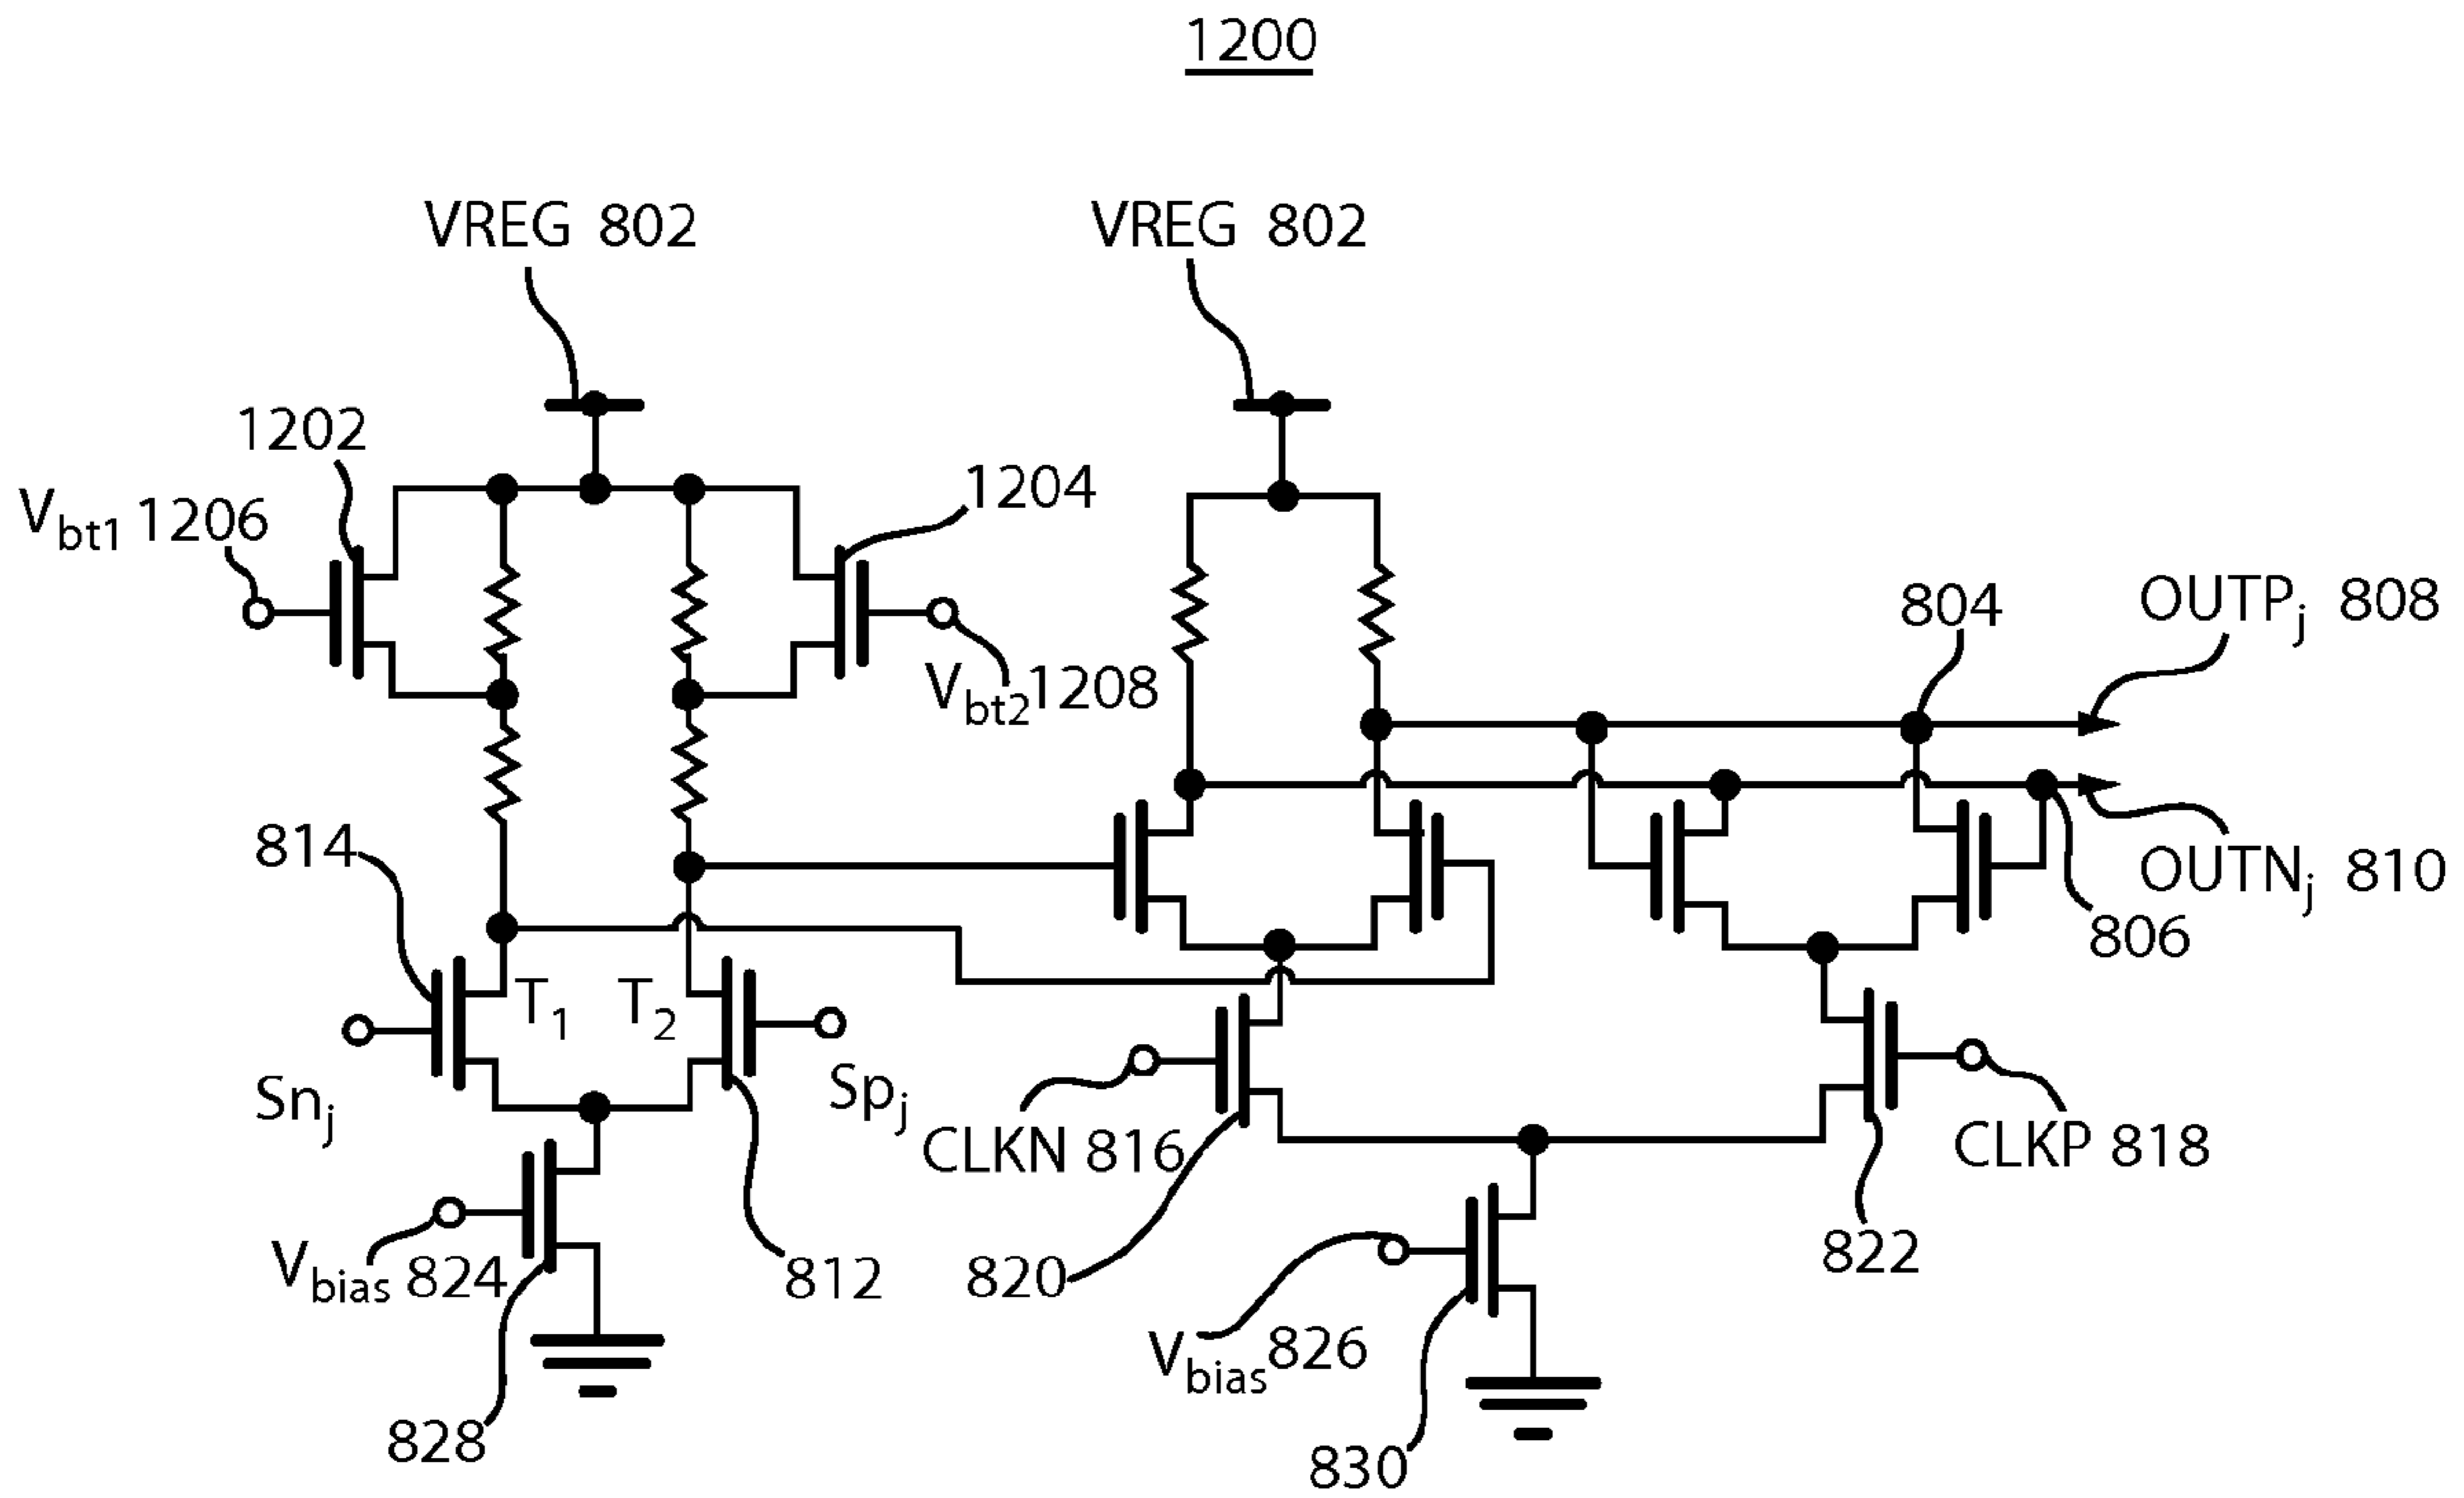 1200
VREG 802
VREG 802
1202
1204
Vbt1 1206
804
OUTPj 808
Vbt2 1208
814
OUTNj 810
806
T1
T2
Snj
Spj
CLKN 816
CLKP 818
Vbias 824
812
820
822
Vbias 826
828
830